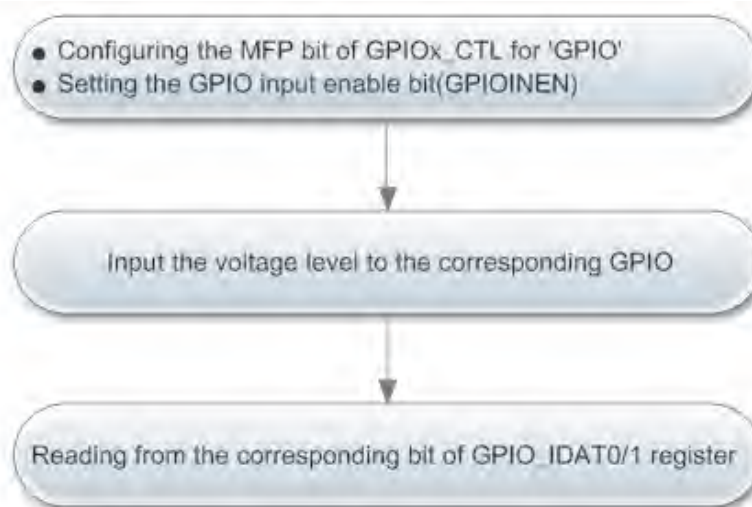 ● Configuring the MFP bit of GPIOx_CTL for 'GPIO'
● Setting the GPIO input enable bit(GPIOINEN)
Input the voltage level to the corresponding GPIO
Reading from the corresponding bit of GPIO_IDAT0/1 register